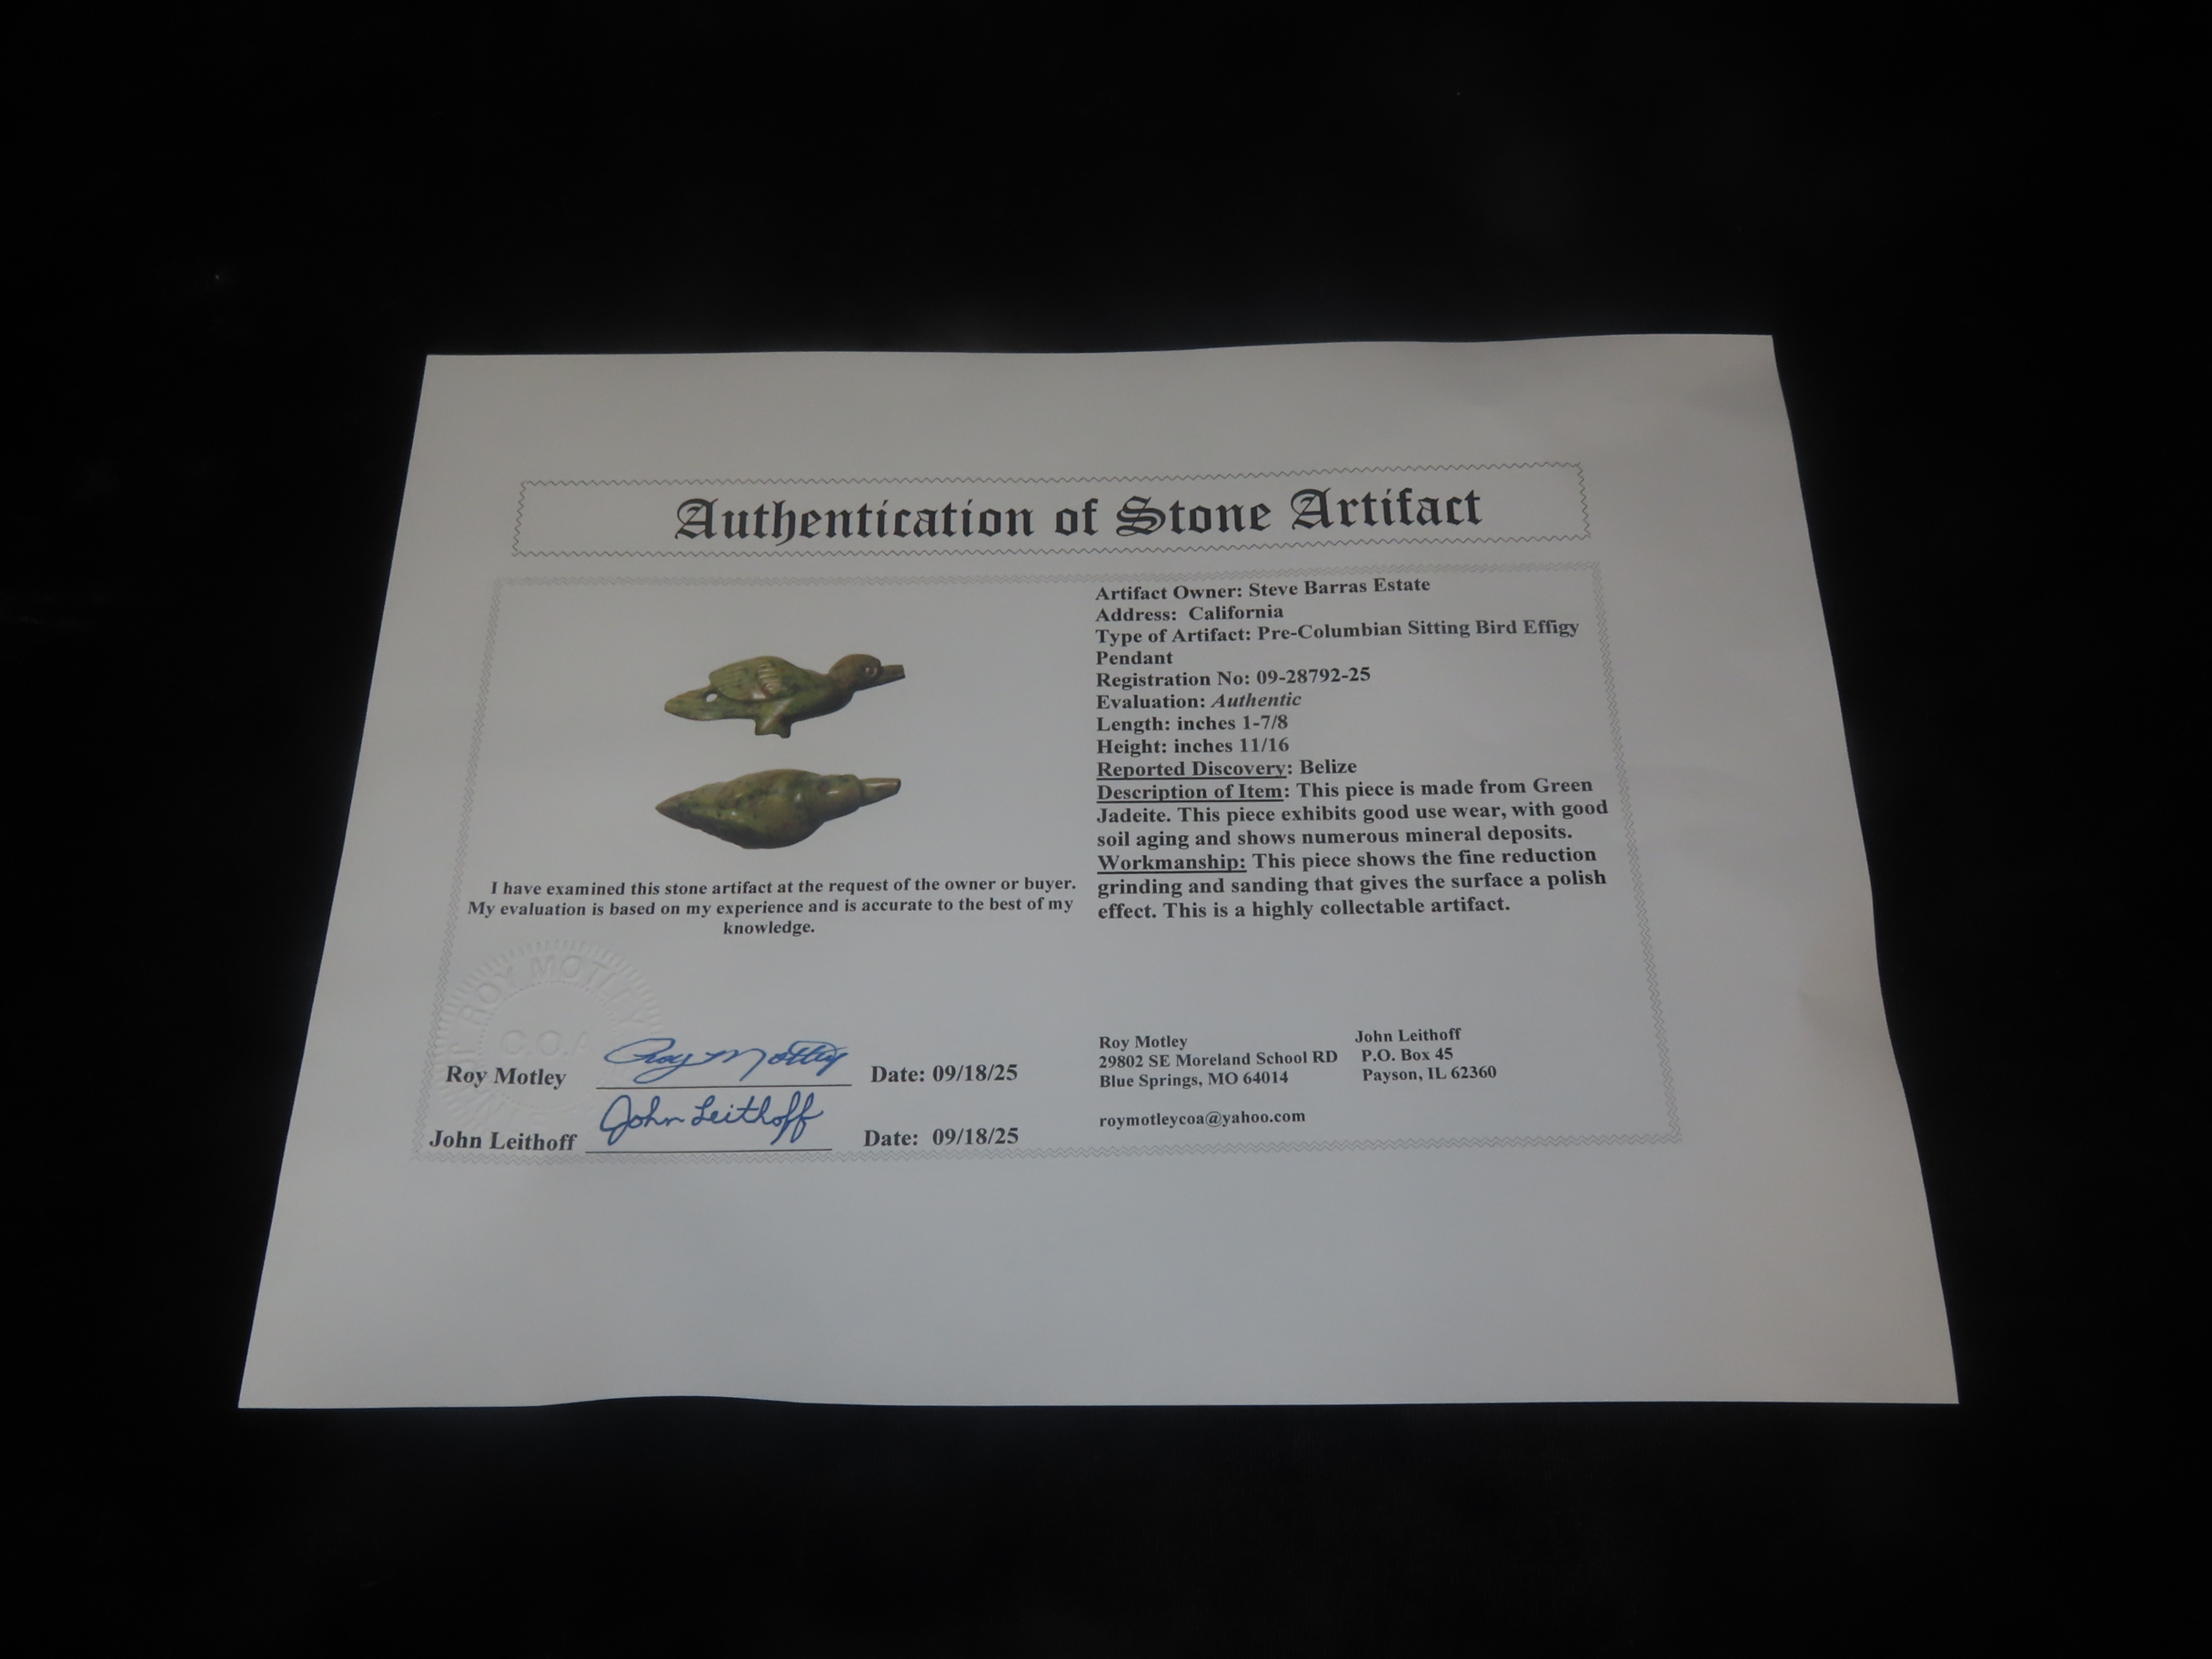 Authentication of Stone Artifact
Artifact Owner: Steve Barras Estate
Address: California
Type of Artifact: Pre-Columbian Sitting Bird Effigy
Pendant
Registration No: 09-28792-25
Evaluation: Authentic
Length: inches 1-7/8
Height: inches 11/16
Reported Discovery: Belize
Description of Item: This piece is made from Green
Jadeite. This piece exhibits good use wear, with good
soil aging and shows numerous mineral deposits.
Workmanship: This piece shows the fine reduction
grinding and sanding that gives the surface a polish
effect. This is a highly collectable artifact.
I have examined this stone artifact at the request of the owner or buyer.
My evaluation is based on my experience and is accurate to the best of my
knowledge.
ROY MOTLEY
C.O.A
Roy Motley Roy Motley Date: 09/18/25
John Leithoff John Leithoff Date: 09/18/25
Roy Motley
29802 SE Moreland School RD
Blue Springs, MO 64014
roymotleycoa@yahoo.com
John Leithoff
P.O. Box 45
Payson, IL 62360